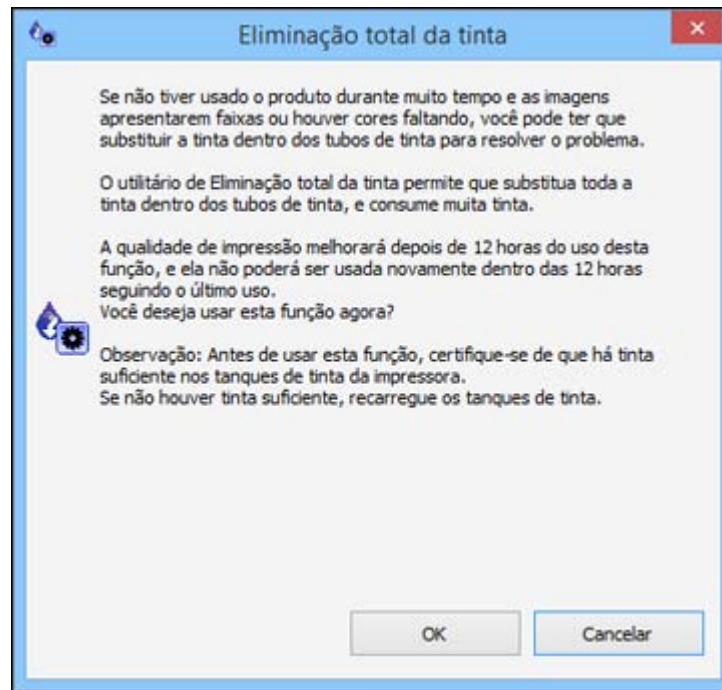 Eliminação total da tinta
Se não tiver usado o produto durante muito tempo e as imagens
apresentarem faixas ou houver cores faltando, você pode ter que
substituir a tinta dentro dos tubos de tinta para resolver o problema.
O utilitário de Eliminação total da tinta permite que substitua toda a
tinta dentro dos tubos de tinta, e consume muita tinta.
A qualidade de impressão melhorará depois de 12 horas do uso desta
função, e ela não poderá ser usada novamente dentro das 12 horas
seguindo o último uso.
Você deseja usar esta função agora?
Observação: Antes de usar esta função, certifique-se de que há tinta
suficiente nos tanques de tinta da impressora.
Se não houver tinta suficiente, recarregue os tanques de tinta.
OK
Cancelar